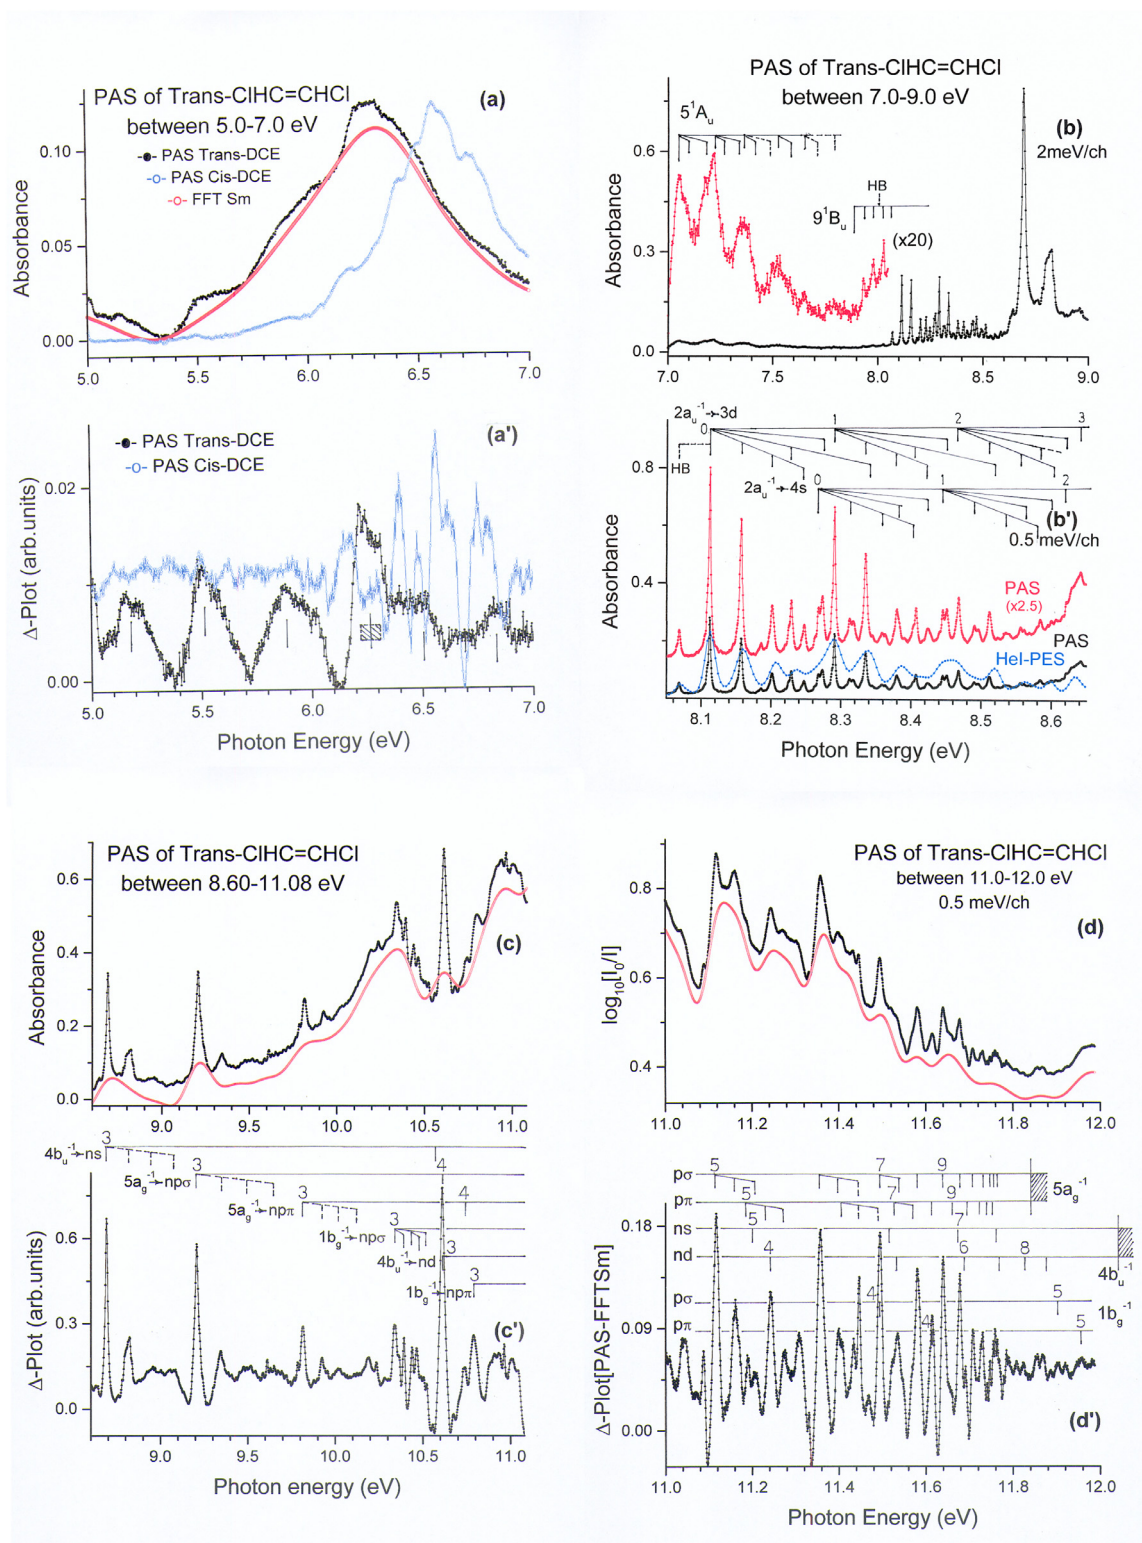 PAS of Trans-ClHC=CHCl
between 5.0-7.0 eV
(a)
PAS Trans-DCE
PAS Cis-DCE
FFT Sm
Absorbance
0.10
0.05
0.00
5.0 5.5 6.0 6.5 7.0
PAS Trans-DCE
PAS Cis-DCE
(a')
Δ-Plot (arb.units)
0.02
0.00
5.0 5.5 6.0 6.5 7.0
Photon Energy (eV)
PAS of Trans-ClHC=CHCl
between 7.0-9.0 eV
(b)
2meV/ch
5¹Aᵤ
HB
9¹Bᵤ
(x20)
Absorbance
0.6
0.3
0.0
7.0 7.5 8.0 8.5 9.0
2aᵤ⁻¹→3d
0 1 2 3
HB
2aᵤ⁻¹→4s
0 1 2
(b')
0.5 meV/ch
PAS
(x2.5)
PAS
HeI-PES
Absorbance
0.8
0.4
8.1 8.2 8.3 8.4 8.5 8.6
Photon Energy (eV)
PAS of Trans-ClHC=CHCl
between 8.60-11.08 eV
(c)
Absorbance
0.6
0.4
0.2
0.0
9.0 9.5 10.0 10.5 11.0
4bᵤ⁻¹→ns
3 4
5a_g⁻¹→npσ
3
5a_g⁻¹→npπ
3 4
1b_g⁻¹→npσ
3
4bᵤ⁻¹→nd
3
1b_g⁻¹→npπ
3
(c')
Δ-Plot (arb.units)
0.6
0.3
0.0
9.0 9.5 10.0 10.5 11.0
Photon energy (eV)
PAS of Trans-ClHC=CHCl
between 11.0-12.0 eV
0.5 meV/ch
(d)
log₁₀[I₀/I]
0.8
0.6
0.4
11.0 11.2 11.4 11.6 11.8 12.0
pσ 5 7 9
5a_g⁻¹
pπ 5 7 9
ns 5 7
nd 4 6 8
4bᵤ⁻¹
pσ 4 5
1b_g⁻¹
pπ 4 5
(d')
Δ-Plot[PAS-FFTSm]
0.18
0.09
0.00
11.0 11.2 11.4 11.6 11.8 12.0
Photon Energy (eV)